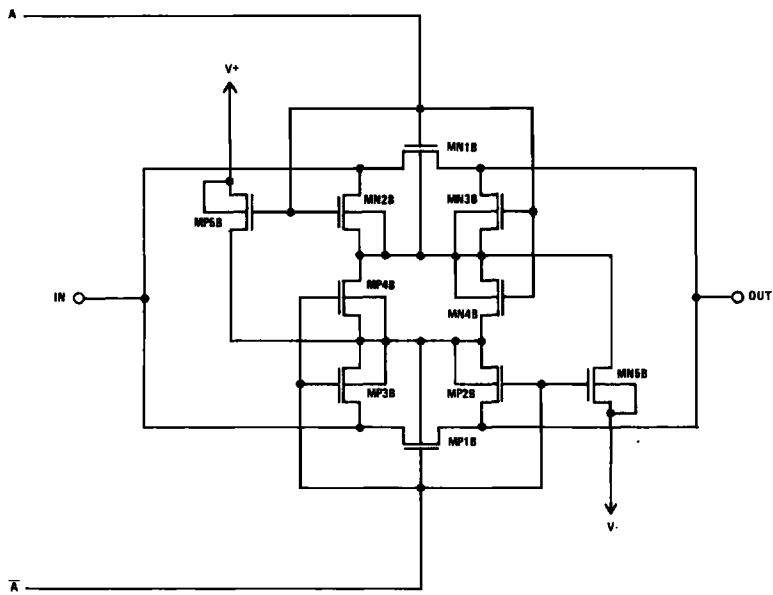 A
V+
MN1B
MN2B
MN3B
MP5B
MP4B
IN
OUT
MN4B
MN5B
MP3B
MP2B
MP1B
V-
A̅